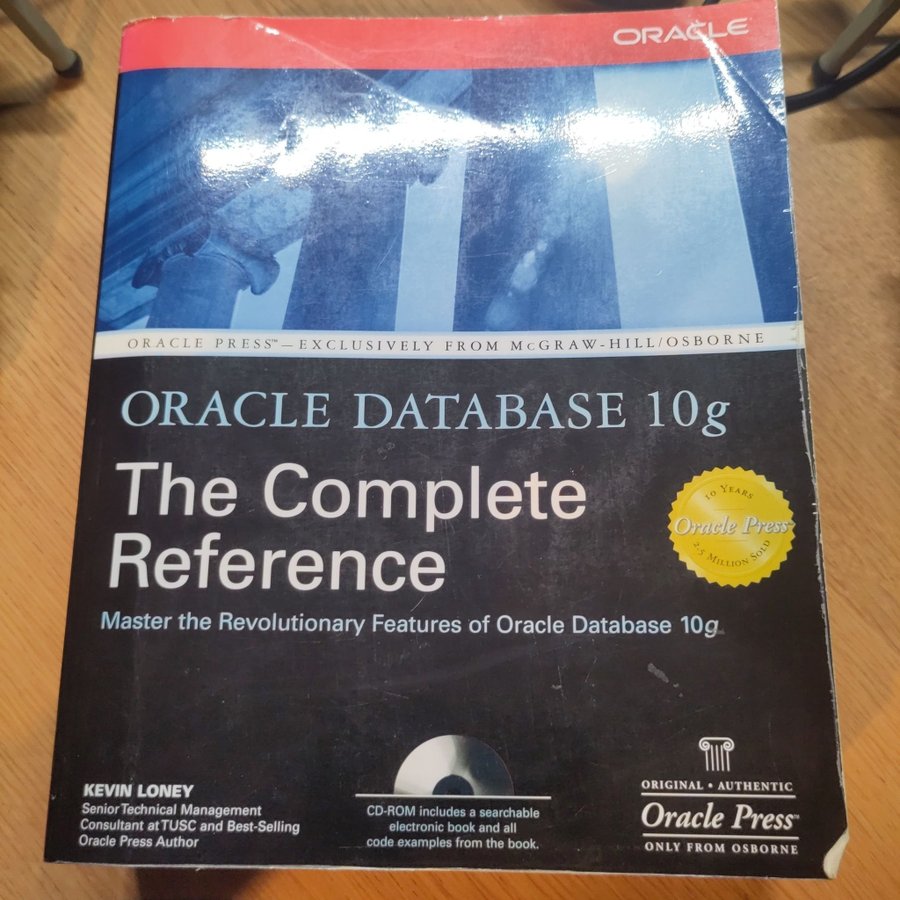 ORACLE
ORACLE PRESS™—EXCLUSIVELY FROM MCGRAW-HILL/OSBORNE
ORACLE DATABASE 10g
The Complete
Reference
10 YEARS
Oracle Press™
2.5 MILLION SOLD
Master the Revolutionary Features of Oracle Database 10g
KEVIN LONEY
Senior Technical Management
Consultant at TUSC and Best-Selling
Oracle Press Author
CD-ROM includes a searchable
electronic book and all
code examples from the book.
ORIGINAL • AUTHENTIC
Oracle Press™
ONLY FROM OSBORNE